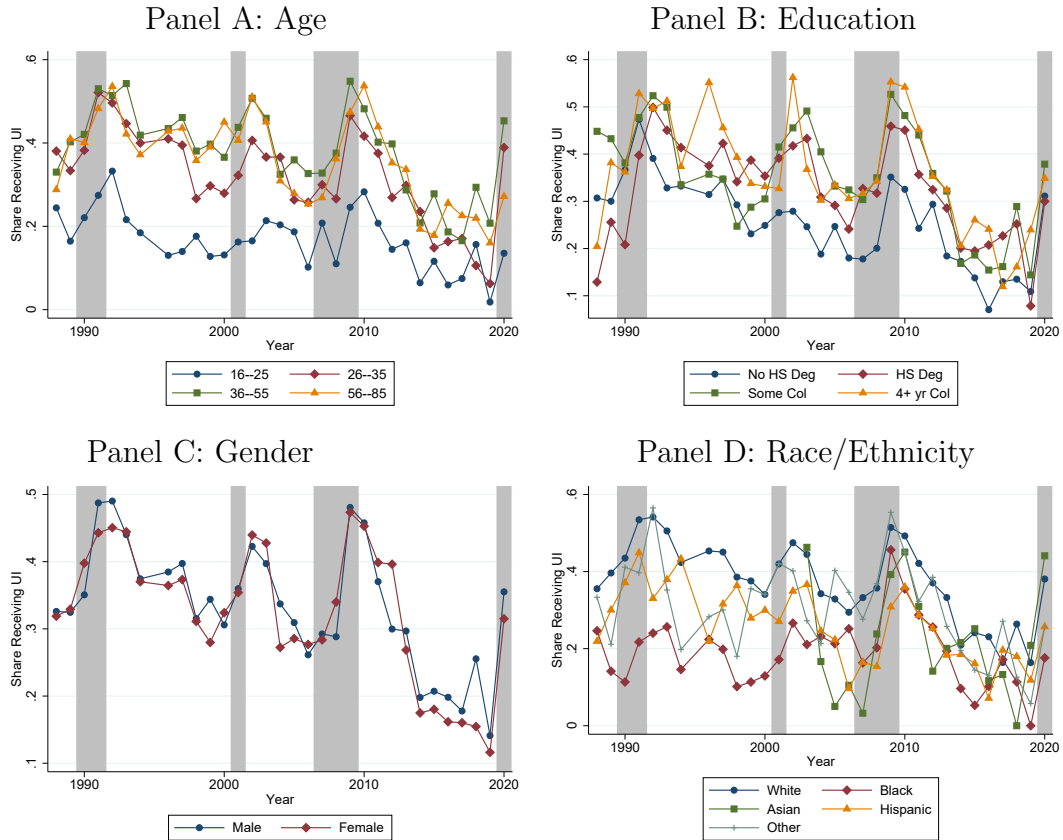 Panel A: Age
Share Receiving UI
.6
.4
.2
0
1990 2000 2010 2020
Year
16--25 26--35
36--55 56--85
Panel B: Education
Share Receiving UI
.6
.5
.4
.3
.2
.1
1990 2000 2010 2020
Year
No HS Deg HS Deg
Some Col 4+ yr Col
Panel C: Gender
Share Receiving UI
.5
.4
.3
.2
.1
1990 2000 2010 2020
Year
Male Female
Panel D: Race/Ethnicity
Share Receiving UI
.6
.4
.2
0
1990 2000 2010 2020
Year
White Black
Asian Hispanic
Other